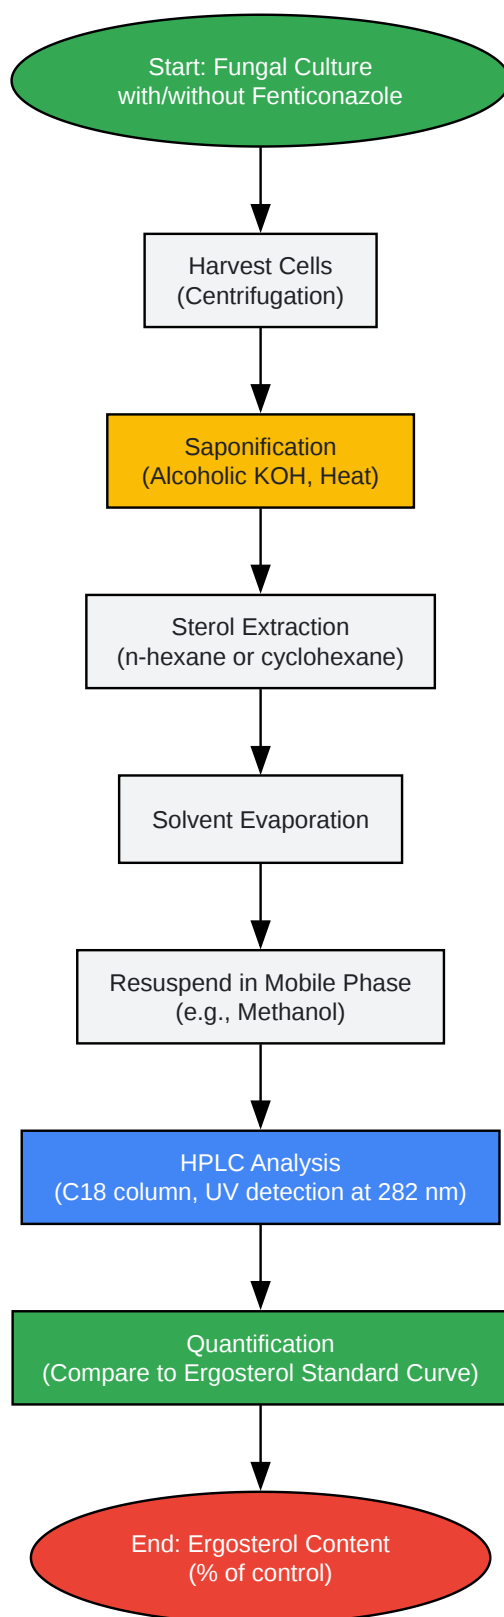 Start: Fungal Culture
with/without Fenticonazole
Harvest Cells
(Centrifugation)
Saponification
(Alcoholic KOH, Heat)
Sterol Extraction
(n-hexane or cyclohexane)
Solvent Evaporation
Resuspend in Mobile Phase
(e.g., Methanol)
HPLC Analysis
(C18 column, UV detection at 282 nm)
Quantification
(Compare to Ergosterol Standard Curve)
End: Ergosterol Content
(% of control)